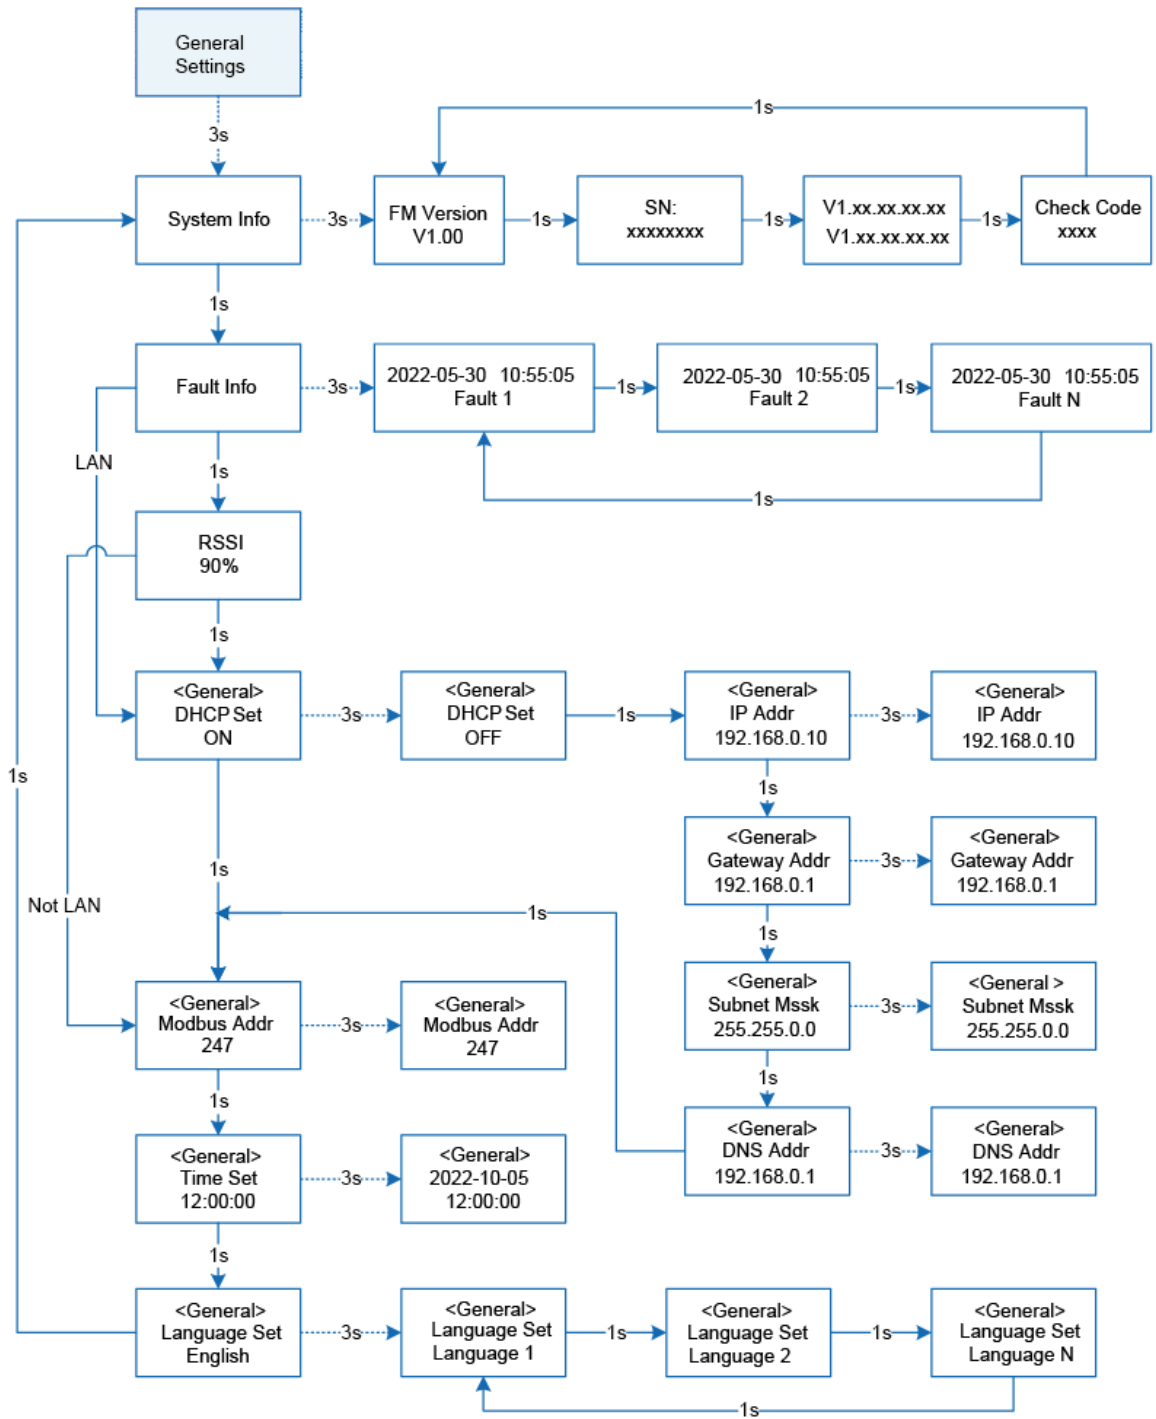 General
Settings
3s
1s
System Info
3s
FM Version
V1.00
1s
SN:
xxxxxxxx
1s
V1.xx.xx.xx.xx
V1.xx.xx.xx.xx
1s
Check Code
xxxx
1s
Fault Info
3s
2022-05-30 10:55:05
Fault 1
1s
2022-05-30 10:55:05
Fault 2
1s
2022-05-30 10:55:05
Fault N
LAN
1s
1s
RSSI
90%
1s
<General>
DHCP Set
ON
3s
<General>
DHCP Set
OFF
1s
<General>
IP Addr
192.168.0.10
3s
<General>
IP Addr
192.168.0.10
1s
1s
1s
<General>
Gateway Addr
192.168.0.1
3s
<General>
Gateway Addr
192.168.0.1
Not LAN
1s
1s
<General>
Modbus Addr
247
3s
<General>
Modbus Addr
247
<General>
Subnet Mssk
255.255.0.0
3s
<General >
Subnet Mssk
255.255.0.0
1s
1s
<General>
Time Set
12:00:00
3s
<General>
2022-10-05
12:00:00
<General>
DNS Addr
192.168.0.1
3s
<General>
DNS Addr
192.168.0.1
1s
<General>
Language Set
English
3s
<General>
Language Set
Language 1
1s
<General>
Language Set
Language 2
1s
<General>
Language Set
Language N
1s